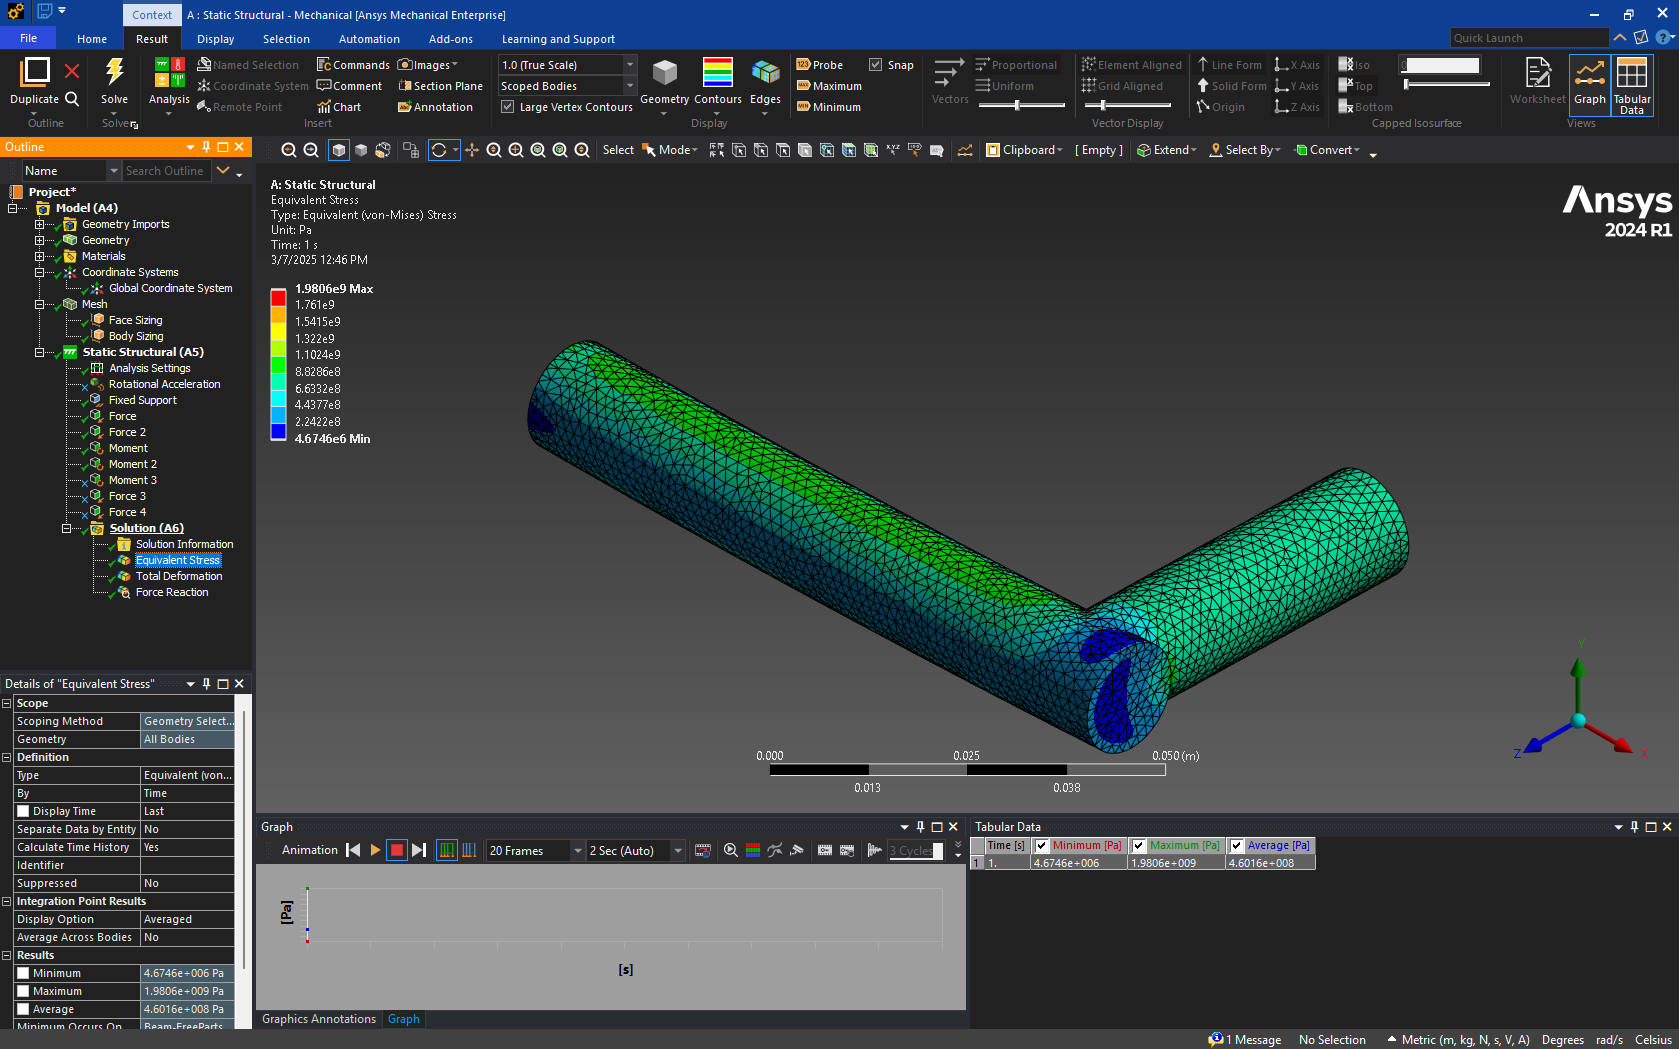 Context
A : Static Structural - Mechanical [Ansys Mechanical Enterprise]
File Home Result Display Selection Automation Add-ons Learning and Support
Quick Launch
Duplicate
Outline
Solve
Solver
Analysis
Named Selection
Coordinate System
Remote Point
Commands
Comment
Chart
Images
Section Plane
Annotation
Insert
1.0 (True Scale)
Scoped Bodies
Large Vertex Contours
Geometry Contours Edges
Display
Probe
Maximum
Minimum
Snap
Vectors
Proportional
Uniform
Element Aligned
Grid Aligned
Line Form
Solid Form
Origin
X Axis
Y Axis
Z Axis
Vector Display
Iso
Top
Bottom
0
Capped Isosurface
Worksheet Graph Tabular Data
Views
Outline
Name Search Outline
Select Mode Clipboard [ Empty ] Extend Select By Convert
Project*
Model (A4)
Geometry Imports
Geometry
Materials
Coordinate Systems
Global Coordinate System
Mesh
Face Sizing
Body Sizing
Static Structural (A5)
Analysis Settings
Rotational Acceleration
Fixed Support
Force
Force 2
Moment
Moment 2
Moment 3
Force 3
Force 4
Solution (A6)
Solution Information
Equivalent Stress
Total Deformation
Force Reaction
A: Static Structural
Equivalent Stress
Type: Equivalent (von-Mises) Stress
Unit: Pa
Time: 1 s
3/7/2025 12:46 PM
1.9806e9 Max
1.761e9
1.5415e9
1.322e9
1.1024e9
8.8286e8
6.6332e8
4.4377e8
2.2422e8
4.6746e6 Min
Ansys
2024 R1
0.000 0.025 0.050 (m)
0.013 0.038
Y
Z
X
Details of "Equivalent Stress"
Scope
Scoping Method Geometry Select...
Geometry All Bodies
Definition
Type Equivalent (von...
By Time
Display Time Last
Separate Data by Entity No
Calculate Time History Yes
Identifier
Suppressed No
Integration Point Results
Display Option Averaged
Average Across Bodies No
Results
Minimum 4.6746e+006 Pa
Maximum 1.9806e+009 Pa
Average 4.6016e+008 Pa
Minimum Occurs On Beam-FreeParts
Graph
Animation 20 Frames 2 Sec (Auto) 3 Cycles
[Pa]
[s]
Graphics Annotations Graph
Tabular Data
Time [s] Minimum [Pa] Maximum [Pa] Average [Pa]
1 1. 4.6746e+006 1.9806e+009 4.6016e+008
1 Message No Selection Metric (m, kg, N, s, V, A) Degrees rad/s Celsius